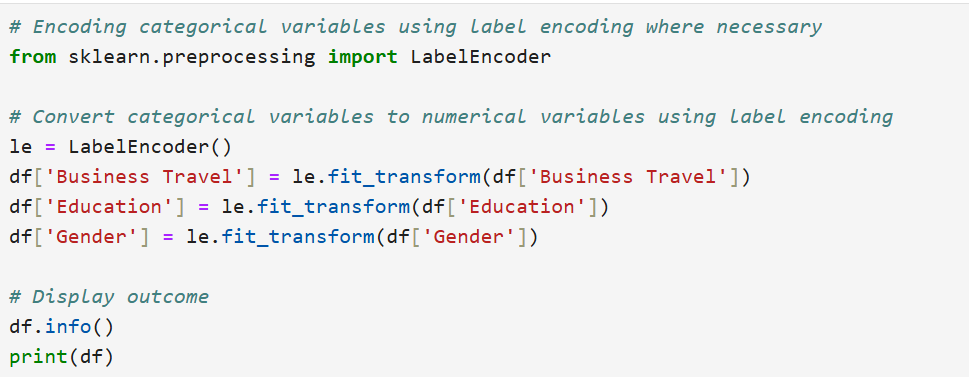 # Encoding categorical variables using label encoding where necessary
from sklearn.preprocessing import LabelEncoder
# Convert categorical variables to numerical variables using label encoding
le = LabelEncoder()
df['Business Travel'] = le.fit_transform(df['Business Travel'])
df['Education'] = le.fit_transform(df['Education'])
df['Gender'] = le.fit_transform(df['Gender'])
# Display outcome
df.info()
print(df)